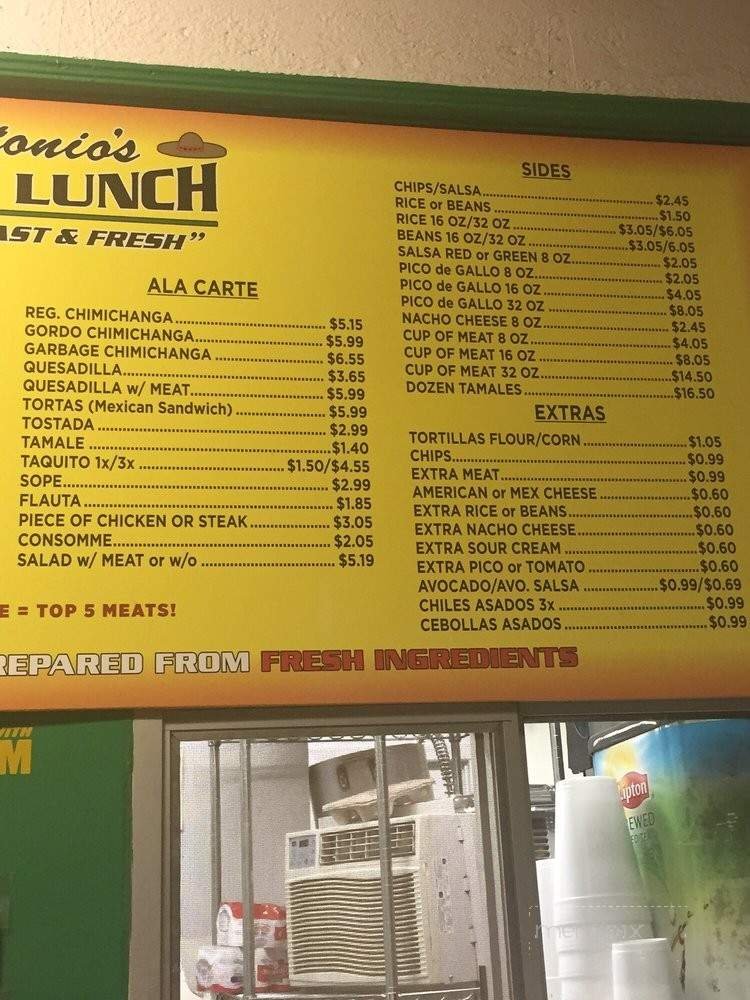 LUNCH
& FRESH"
ALA CARTE
REG. CHIMICHANGA $5.15
GORDO CHIMICHANGA $5.99
GARBAGE CHIMICHANGA $6.55
QUESADILLA $3.65
QUESADILLA w/ MEAT $5.99
TORTAS (Mexican Sandwich) $5.99
TOSTADA $2.99
TAMALE $1.40
TAQUITO 1x/3x $1.50/$4.55
SOPE $2.99
FLAUTA $1.85
PIECE OF CHICKEN OR STEAK $3.05
CONSOMME $2.05
SALAD w/ MEAT or w/o $5.19
E = TOP 5 MEATS!
SIDES
CHIPS/SALSA $2.45
RICE or BEANS $1.50
RICE 16 OZ/32 OZ $3.05/$6.05
BEANS 16 OZ/32 OZ $3.05/6.05
SALSA RED or GREEN 8 OZ $2.05
PICO de GALLO 8 OZ $2.05
PICO de GALLO 16 OZ $4.05
PICO de GALLO 32 OZ $8.05
NACHO CHEESE 8 OZ $2.45
CUP OF MEAT 8 OZ $4.05
CUP OF MEAT 16 OZ $8.05
CUP OF MEAT 32 OZ $14.50
DOZEN TAMALES $16.50
EXTRAS
TORTILLAS FLOUR/CORN $1.05
CHIPS $0.99
EXTRA MEAT $0.99
AMERICAN or MEX CHEESE $0.60
EXTRA RICE or BEANS $0.60
EXTRA NACHO CHEESE $0.60
EXTRA SOUR CREAM $0.60
EXTRA PICO or TOMATO $0.60
AVOCADO/AVO. SALSA $0.99/$0.69
CHILES ASADOS 3x $0.99
CEBOLLAS ASADOS $0.99
REPARED FROM FRESH INGREDIENTS
M
Lipton